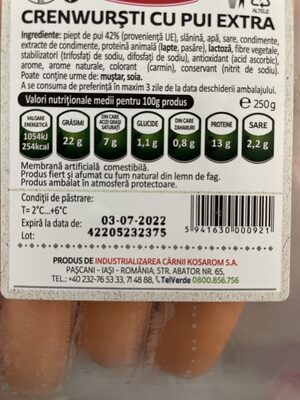 ALTELE
CRENWURȘTI CU PUI EXTRA
Ingrediente: piept de pui 42% (proveniență UE), slănină, apă, sare, condimente,
extracte de condimente, proteină animală (lapte, pasăre), lactoză, fibre vegetale,
stabilizatori (trifosfați de sodiu, difosfați de sodiu), antioxidant (acid ascorbic),
arome, arome naturale, colorant (carmin), conservant (nitrit de sodiu).
Poate conține urme de: muștar, soia.
A se consuma de preferință în maxim 3 zile de la data deschiderii ambalajului.
Valori nutriționale medii pentru 100g produs
e 250g
VALOARE ENERGETICĂ 1054kJ 254kcal
GRĂSIMI 22 g
DIN CARE ACIZI GRAȘI SATURAȚI 7 g
GLUCIDE 1,1 g
DIN CARE ZAHARURI 0,8 g
PROTEINE 13 g
SARE 2,2 g
Membrană artificială comestibilă.
Produs fiert și afumat cu fum natural din lemn de fag.
Produs ambalat în atmosferă protectoare.
Condiții de păstrare:
T= 2°C...+6°C
Expiră la data de: 03-07-2022
Lot: 42205232375
5 941630 000921
PRODUS DE INDUSTRIALIZAREA CĂRNII KOSAROM S.A.
PAȘCANI - IAȘI - ROMÂNIA, STR. ABATOR NR. 65,
TEL.: +40 232-76 53 33, 71 48 88, TelVerde 0800.856.756